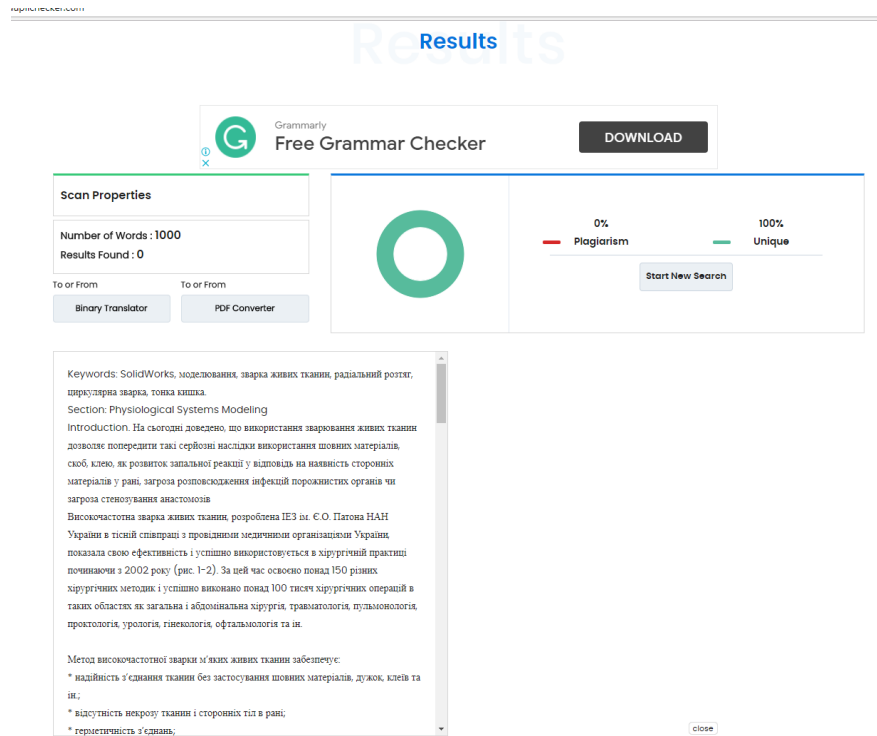 Results
Grammarly
Free Grammar Checker
DOWNLOAD
Scan Properties
Number of Words : 1000
Results Found : 0
To or From
To or From
Binary Translator
PDF Converter
0%
100%
Plagiarism
Unique
Start New Search
Keywords: SolidWorks, моделювання, зварка живих тканин, радіальний розтяг,
циркулярна зварка, тонка кишка.
Section: Physiological Systems Modeling
Introduction. На сьогодні доведено, що використання зварювання живих тканин
дозволяє попередити такі серйозні наслідки використання шовних матеріалів,
скоб, клею, як розвиток запальної реакції у відповідь на наявність сторонніх
матеріалів у рані, загроза розповсюдження інфекцій порожнистих органів чи
загроза стенозування анастомозів
Високочастотна зварка живих тканин, розроблена ІЕЗ ім. Є.О. Патона НАН
України в тісній співпраці з провідними медичними організаціями України,
показала свою ефективність і успішно використовується в хірургічній практиці
починаючи з 2002 року (рис. 1-2). За цей час освоєно понад 150 різних
хірургічних методик і успішно виконано понад 100 тисяч хірургічних операцій в
таких областях як загальна і абдомінальна хірургія, травматологія, пульмонологія,
проктологія, урологія, гінекологія, офтальмологія та ін.
Метод високочастотної зварки м'яких живих тканин забезпечує:
* надійність з'єднання тканин без застосування шовних матеріалів, дужок, клеїв та
ін.;
* відсутність некрозу тканин і сторонніх тіл в рані;
* герметичність з'єднань;
close